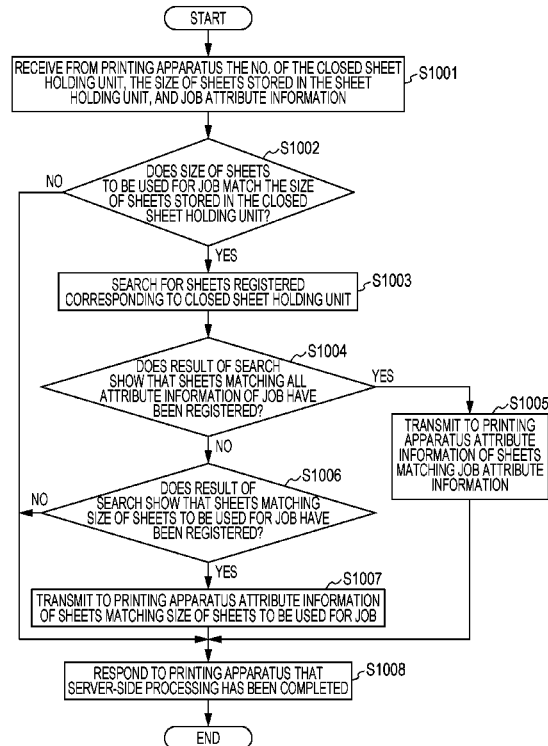 START
RECEIVE FROM PRINTING APPARATUS THE NO. OF THE CLOSED SHEET
HOLDING UNIT, THE SIZE OF SHEETS STORED IN THE SHEET
HOLDING UNIT, AND JOB ATTRIBUTE INFORMATION
S1001
S1002
DOES SIZE OF SHEETS
TO BE USED FOR JOB MATCH THE SIZE
OF SHEETS STORED IN THE CLOSED
SHEET HOLDING UNIT?
NO
YES
SEARCH FOR SHEETS REGISTERED
CORRESPONDING TO CLOSED SHEET HOLDING UNIT
S1003
S1004
DOES RESULT OF SEARCH
SHOW THAT SHEETS MATCHING ALL
ATTRIBUTE INFORMATION OF JOB HAVE
BEEN REGISTERED?
YES
NO
S1005
TRANSMIT TO PRINTING
APPARATUS ATTRIBUTE
INFORMATION OF SHEETS
MATCHING JOB ATTRIBUTE
INFORMATION
S1006
DOES RESULT OF
SEARCH SHOW THAT SHEETS MATCHING
SIZE OF SHEETS TO BE USED FOR JOB HAVE
BEEN REGISTERED?
NO
YES
S1007
TRANSMIT TO PRINTING APPARATUS ATTRIBUTE INFORMATION
OF SHEETS MATCHING SIZE OF SHEETS TO BE USED FOR JOB
RESPOND TO PRINTING APPARATUS THAT
SERVER-SIDE PROCESSING HAS BEEN COMPLETED
S1008
END